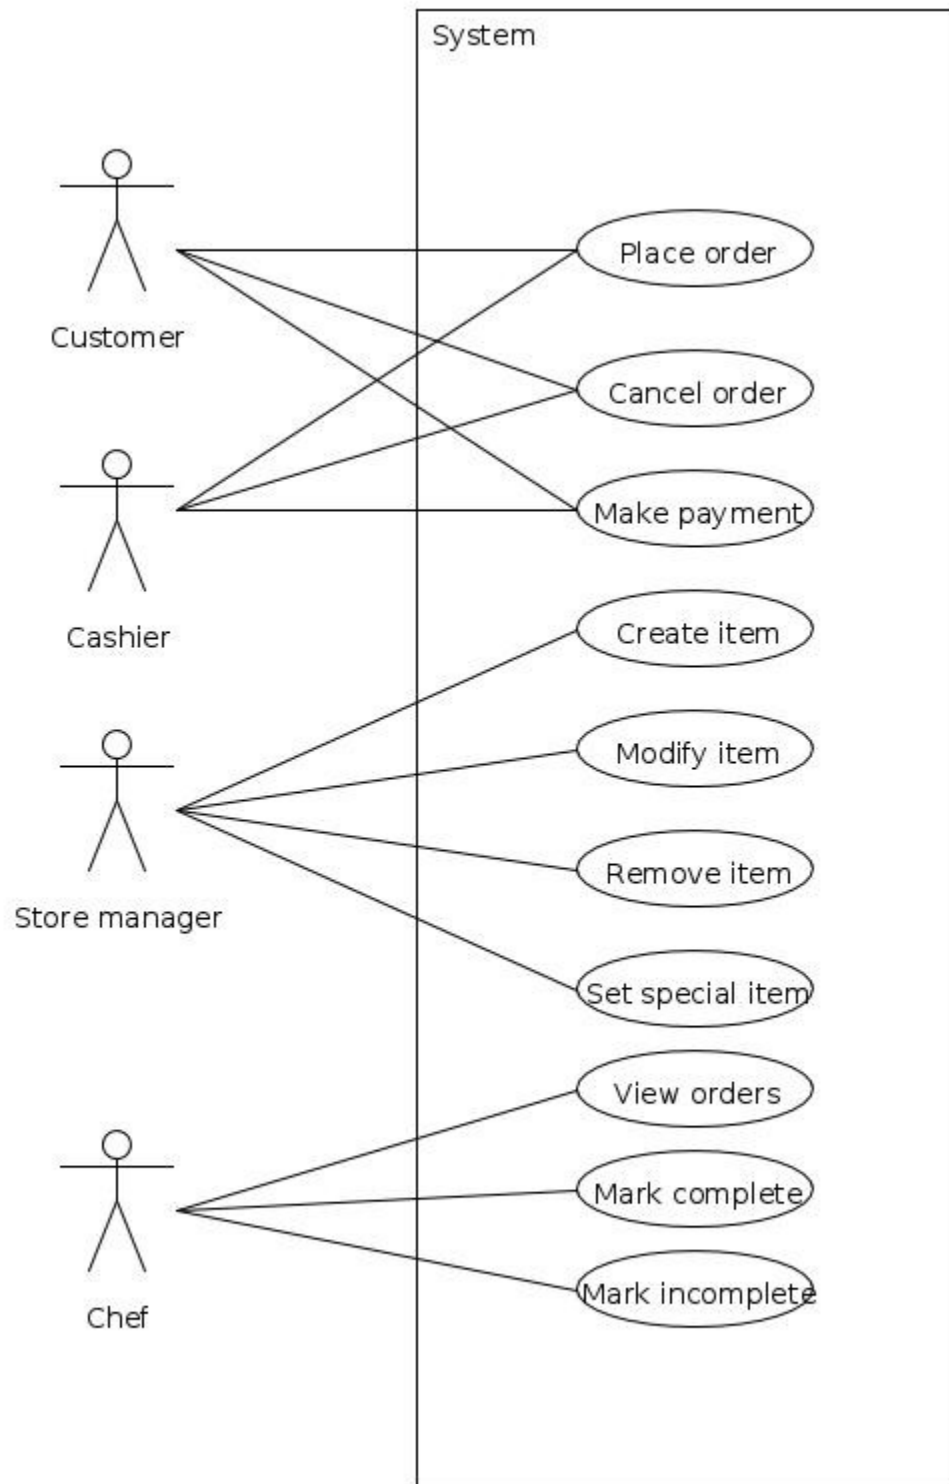 System
Customer
Place order
Cancel order
Make payment
Cashier
Create item
Modify item
Store manager
Remove item
Set special item
View orders
Mark complete
Chef
Mark incomplete